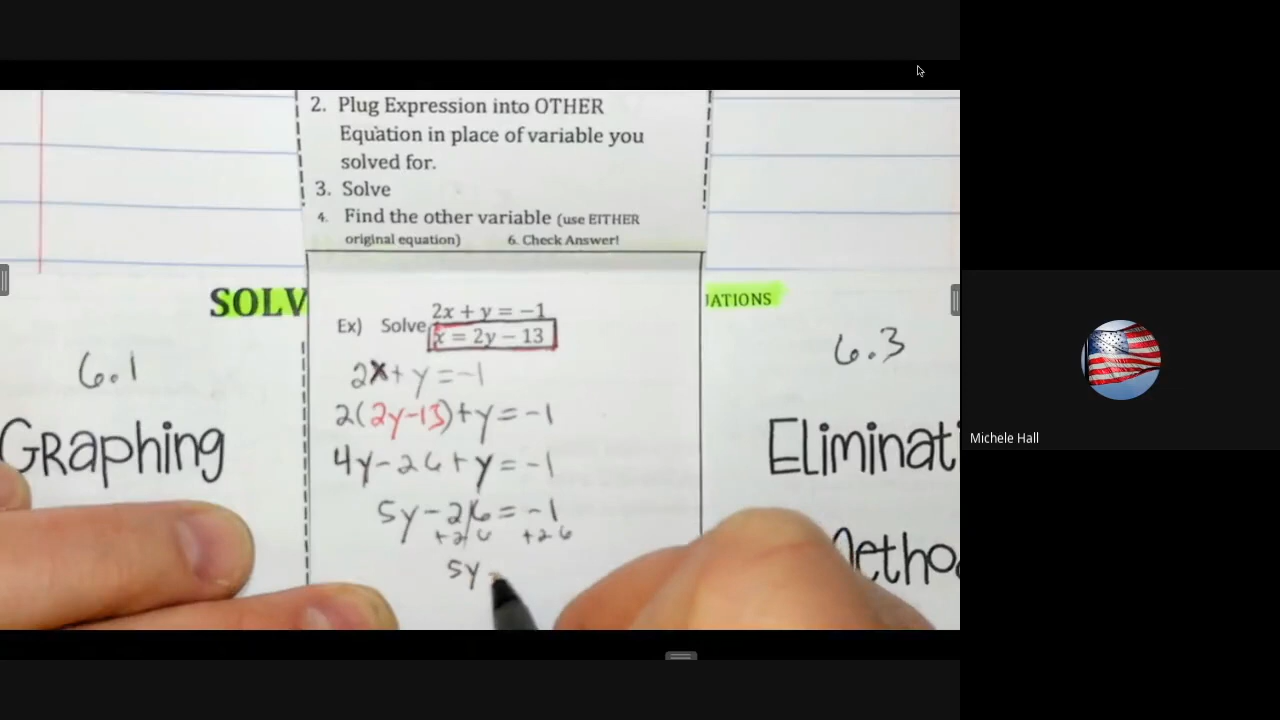 2. Plug Expression into OTHER
Equation in place of variable you
solved for.
3. Solve
4. Find the other variable (use EITHER
original equation) 6. Check Answer!
SOLV
IATIONS
Ex) Solve
2x + y = −1
x = 2y − 13
6.1
Graphing
2x + y = -1
2(2y-13)+y = -1
4y-26+y = -1
5y-26 = -1
+26 +26
5y =
6.3
Eliminati
Metho
Michele Hall